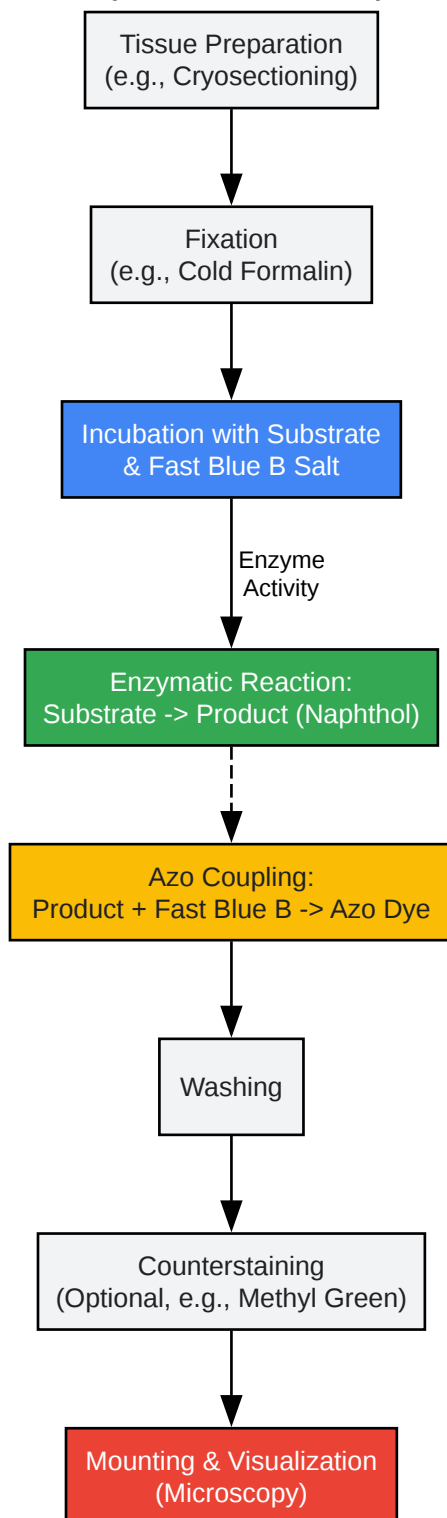 Tissue Preparation
(e.g., Cryosectioning)
Fixation
(e.g., Cold Formalin)
Incubation with Substrate
& Fast Blue B Salt
Enzyme
Activity
Enzymatic Reaction:
Substrate -> Product (Naphthol)
Azo Coupling:
Product + Fast Blue B -> Azo Dye
Washing
Counterstaining
(Optional, e.g., Methyl Green)
Mounting & Visualization
(Microscopy)